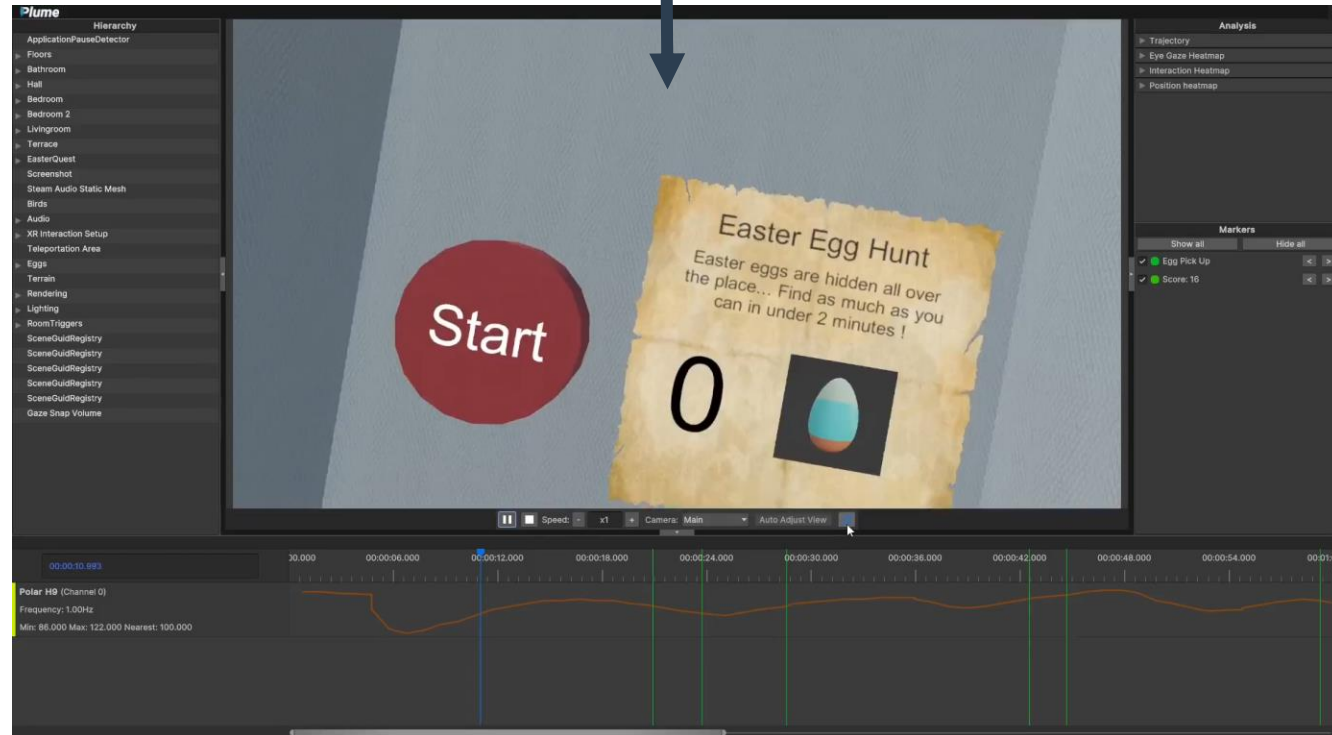 Plume
Hierarchy
ApplicationPauseDetector
Floors
Bathroom
Hall
Bedroom
Bedroom 2
Livingroom
Terrace
EasterQuest
Screenshot
Steam Audio Static Mesh
Birds
Audio
XR Interaction Setup
Teleportation Area
Eggs
Terrain
Rendering
Lighting
RoomTriggers
SceneGuidRegistry
SceneGuidRegistry
SceneGuidRegistry
SceneGuidRegistry
SceneGuidRegistry
Gaze Snap Volume
Start
Easter Egg Hunt
Easter eggs are hidden all over
the place... Find as much as you
can in under 2 minutes !
0
Speed: - x1 + Camera: Main Auto Adjust View
Analysis
Trajectory
Eye Gaze Heatmap
Interaction Heatmap
Position heatmap
Markers
Show all Hide all
Egg Pick Up < >
Score: 16 < >
00:00:10.993
00.000 00:00:06.000 00:00:12.000 00:00:18.000 00:00:24.000 00:00:30.000 00:00:36.000 00:00:42.000 00:00:48.000 00:00:54.000 00:01:
Polar H9 (Channel 0)
Frequency: 1.00Hz
Min: 86.000 Max: 122.000 Nearest: 100.000